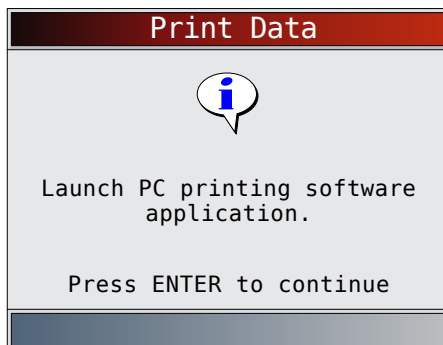 Print Data
i
Launch PC printing software
application.
Press ENTER to continue